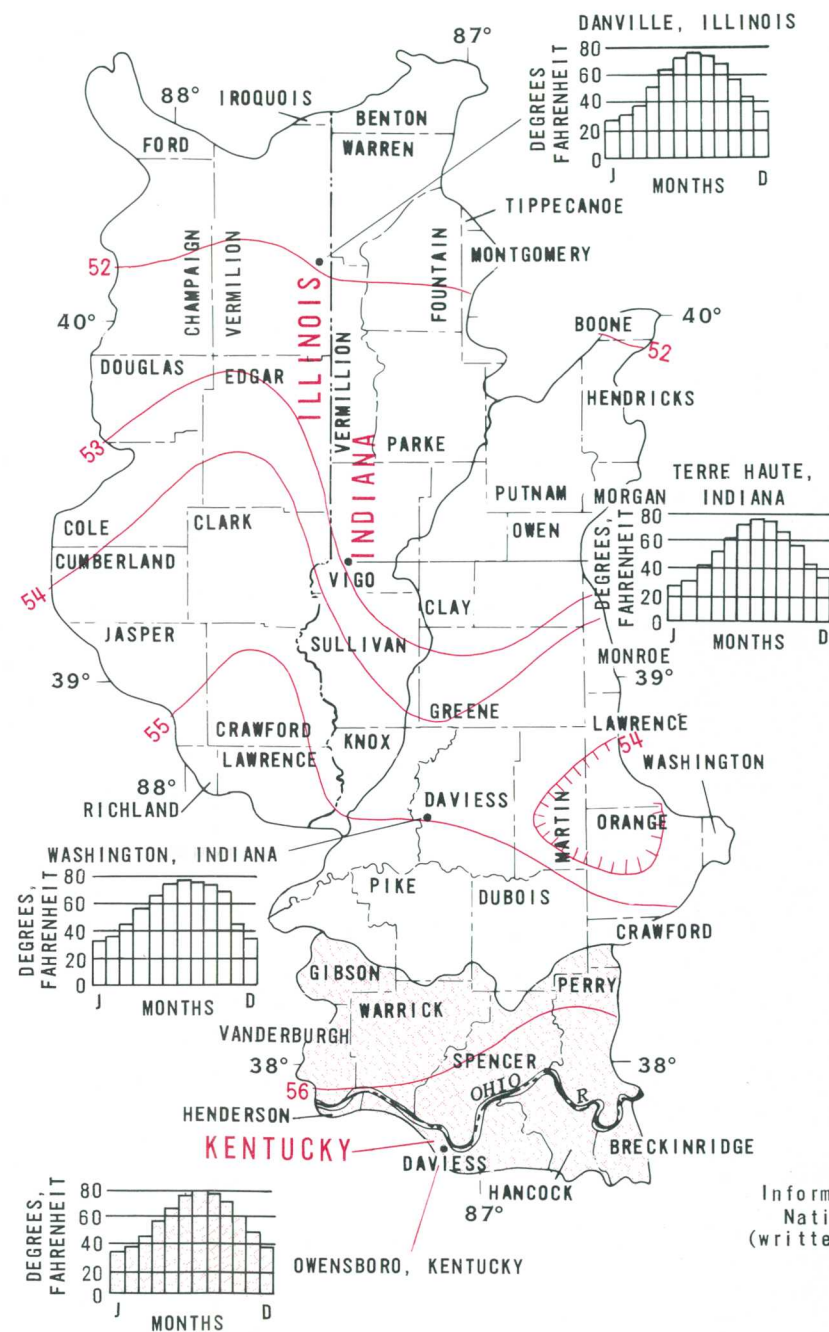 DANVILLE, ILLINOIS
DEGREES
FAHRENHEIT
80
60
40
20
0
J D
MONTHS
87°
88°
IROQUOIS
BENTON
FORD
WARREN
TIPPECANOE
CHAMPAIGN
VERMILION
FOUNTAIN
MONTGOMERY
52
ILLINOIS
40°
BOONE
40°
52
DOUGLAS
EDGAR
VERMILLION
HENDRICKS
53
INDIANA
PARKE
PUTNAM
MORGAN
TERRE HAUTE,
INDIANA
DEGREES,
FAHRENHEIT
80
60
40
20
0
J D
MONTHS
COLE
CLARK
OWEN
CUMBERLAND
VIGO
54
CLAY
JASPER
SULLIVAN
MONROE
39°
39°
GREENE
55
CRAWFORD
KNOX
LAWRENCE
LAWRENCE
54
WASHINGTON
88°
RICHLAND
DAVIESS
MARTIN
ORANGE
WASHINGTON, INDIANA
DEGREES,
FAHRENHEIT
80
60
40
20
0
J D
MONTHS
PIKE
DUBOIS
CRAWFORD
GIBSON
PERRY
WARRICK
VANDERBURGH
38°
SPENCER
38°
56
OHIO R
HENDERSON
KENTUCKY
BRECKINRIDGE
DAVIESS
HANCOCK
87°
DEGREES,
FAHRENHEIT
80
60
40
20
0
J D
MONTHS
OWENSBORO, KENTUCKY
Inform
Nati
(writte